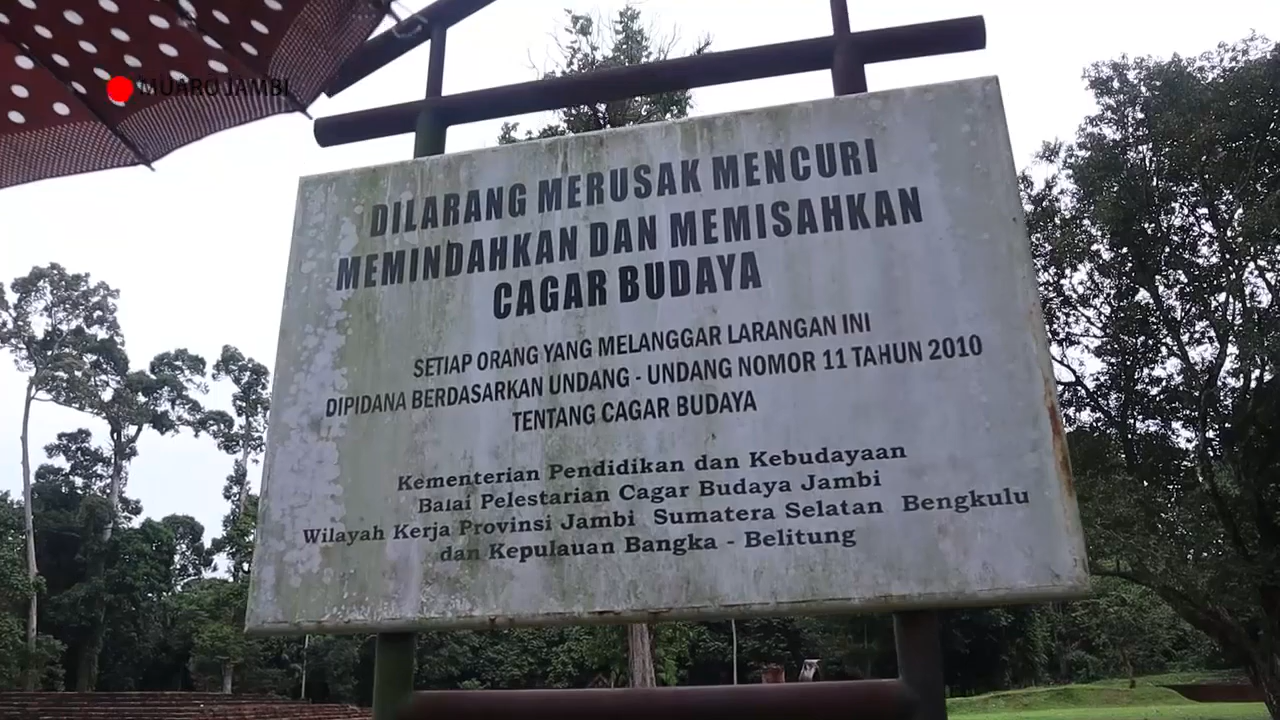 MUARO JAMBI
DILARANG MERUSAK MENCURI
MEMINDAHKAN DAN MEMISAHKAN
CAGAR BUDAYA
SETIAP ORANG YANG MELANGGAR LARANGAN INI
DIPIDANA BERDASARKAN UNDANG - UNDANG NOMOR 11 TAHUN 2010
TENTANG CAGAR BUDAYA
Kementerian Pendidikan dan Kebudayaan
Balai Pelestarian Cagar Budaya Jambi
Wilayah Kerja Provinsi Jambi Sumatera Selatan Bengkulu
dan Kepulauan Bangka - Belitung